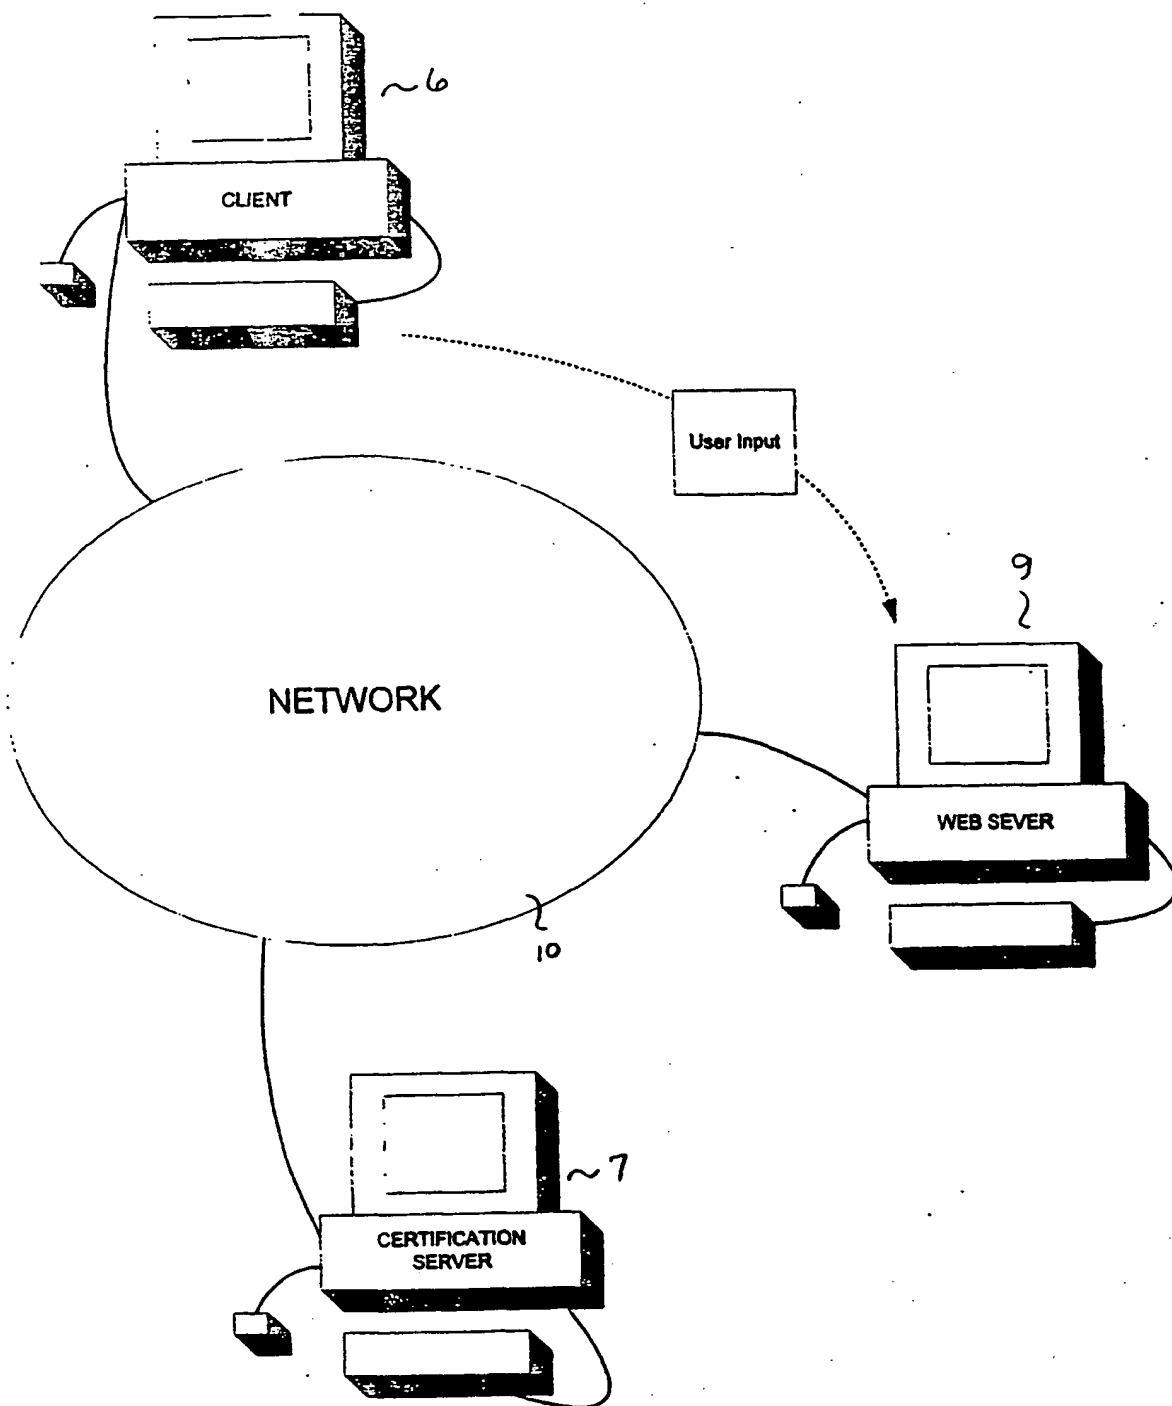 6
CLIENT
User Input
9
NETWORK
WEB SEVER
10
7
CERTIFICATION
SERVER